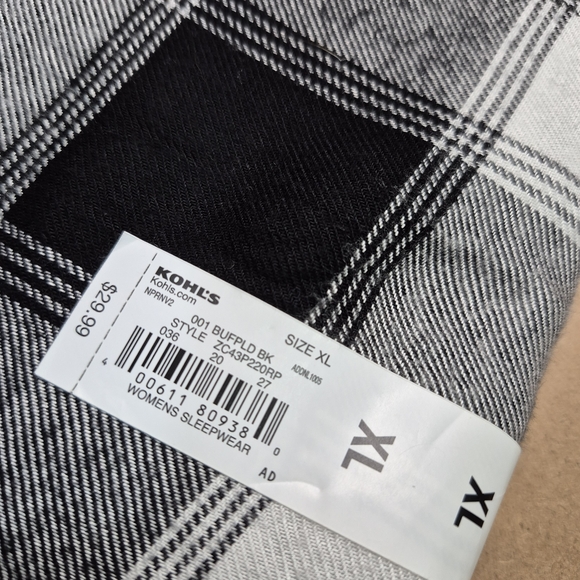 $29.99
KOHL'S
Kohls.com
NPRNV2
001 BUFPLD BK
SIZE XL
STYLE ZC43P220RP
ADONL1005
036 20 27
4 00611 80938 0
WOMENS SLEEPWEAR
AD
XL
XL